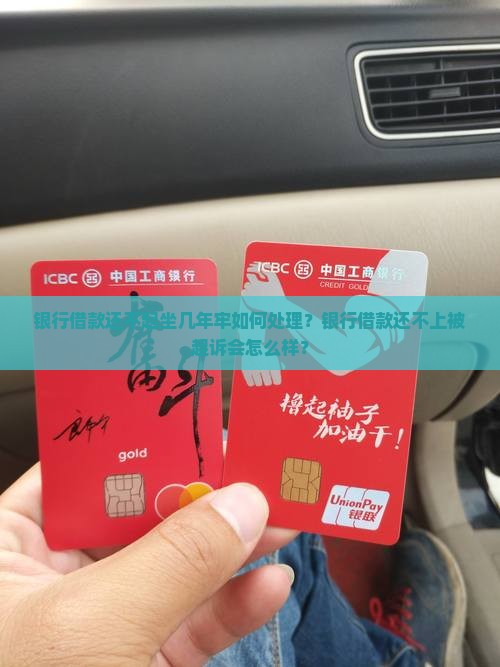 ICBC 中国工商银行
ICBC 中国工商银行
CREDIT GOLD
银行借款还不上坐几年牢如何处理？银行借款还不上被
起诉会怎么样？
奮斗
gold
撸起袖子
加油干！
UnionPay
银联